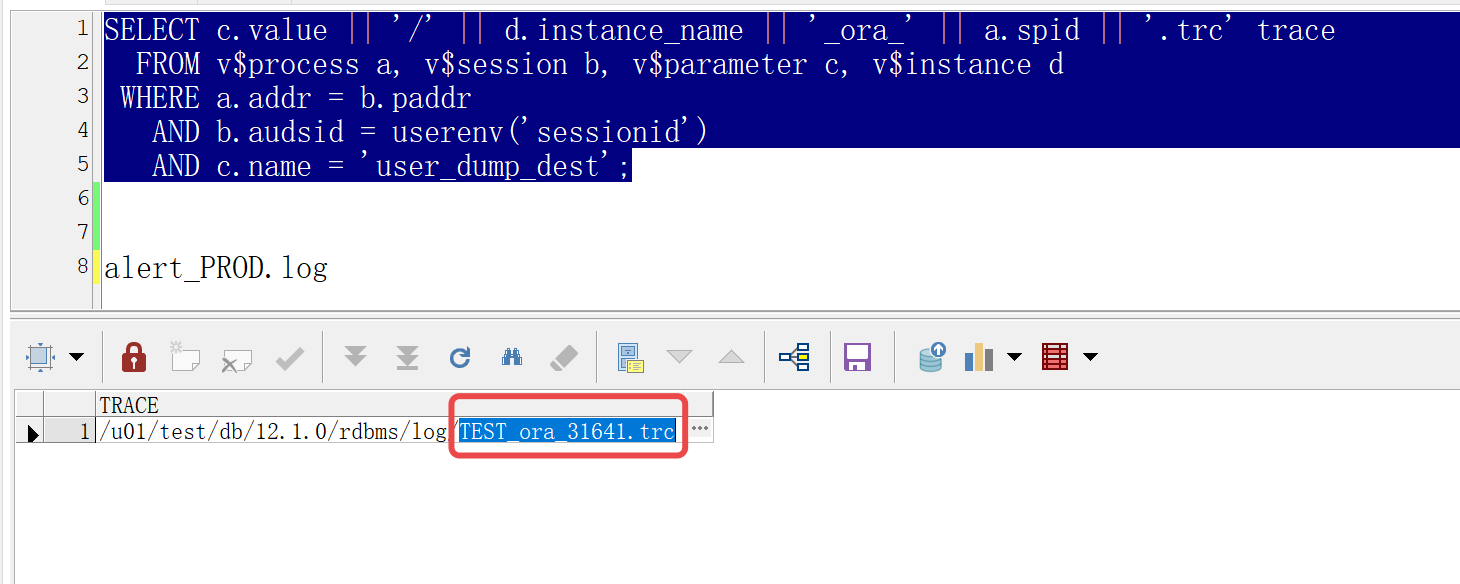 1 SELECT c.value || '/' || d.instance_name || '_ora_' || a.spid || '.trc' trace
2 FROM v$process a, v$session b, v$parameter c, v$instance d
3 WHERE a.addr = b.paddr
4 AND b.audsid = userenv('sessionid')
5 AND c.name = 'user_dump_dest';
6
7
8 alert_PROD.log
TRACE
1 /u01/test/db/12.1.0/rdbms/log/TEST_ora_31641.trc ...